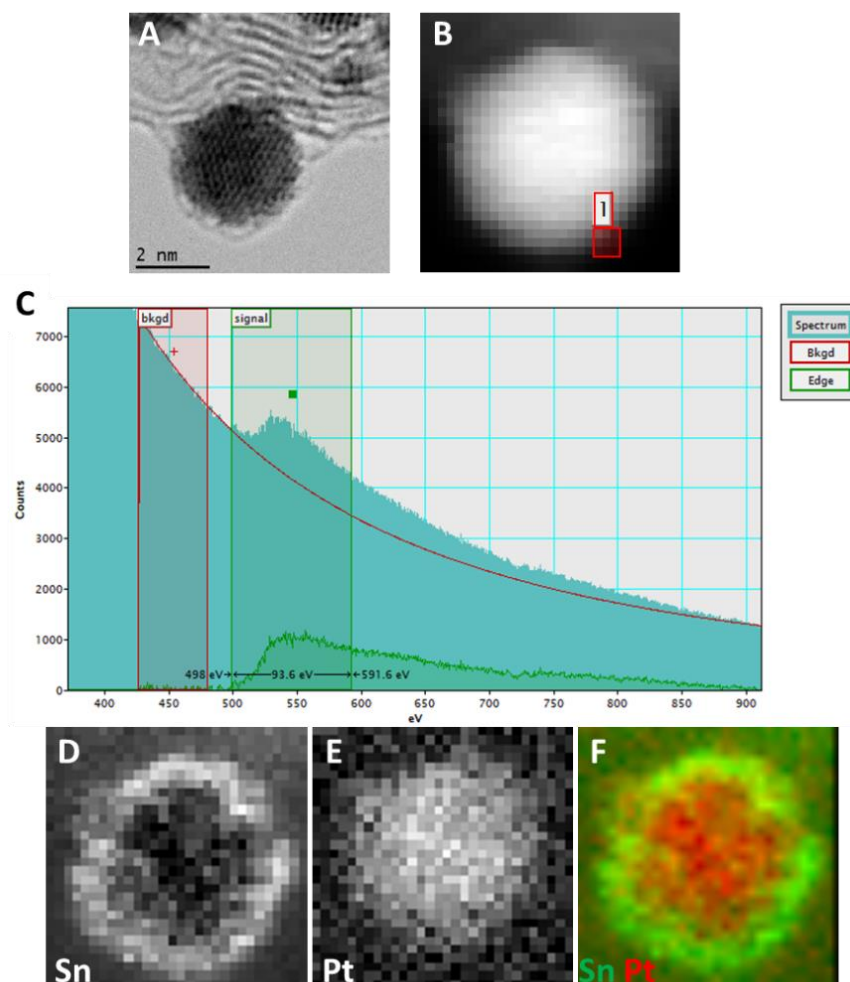 A
B
2 nm
1
C
bkgd
signal
Spectrum
Bkgd
Edge
7000
6000
5000
4000
3000
2000
1000
0
Counts
498 eV
93.6 eV
591.6 eV
400 450 500 550 600 650 700 750 800 850 900
eV
D
E
F
Sn
Pt
Sn Pt